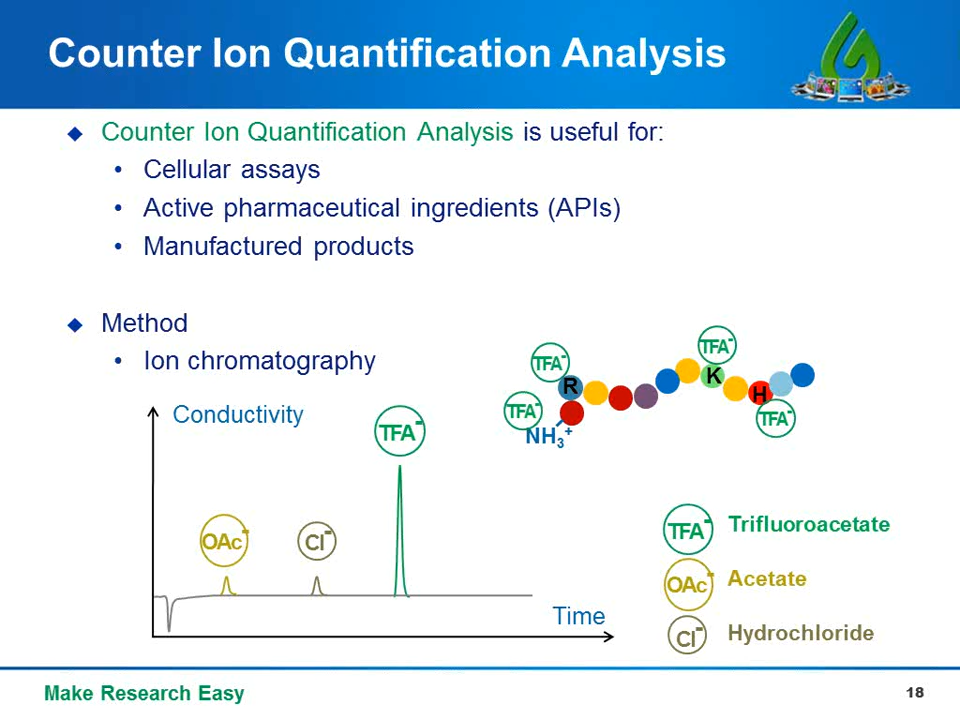 Counter Ion Quantification Analysis
◆ Counter Ion Quantification Analysis is useful for:
• Cellular assays
• Active pharmaceutical ingredients (APIs)
• Manufactured products
◆ Method
• Ion chromatography
TFA-
TFA-
R
K
H
TFA-
TFA-
NH3+
Conductivity
TFA-
OAc-
Cl-
Time
TFA- Trifluoroacetate
OAc- Acetate
Cl- Hydrochloride
Make Research Easy
18